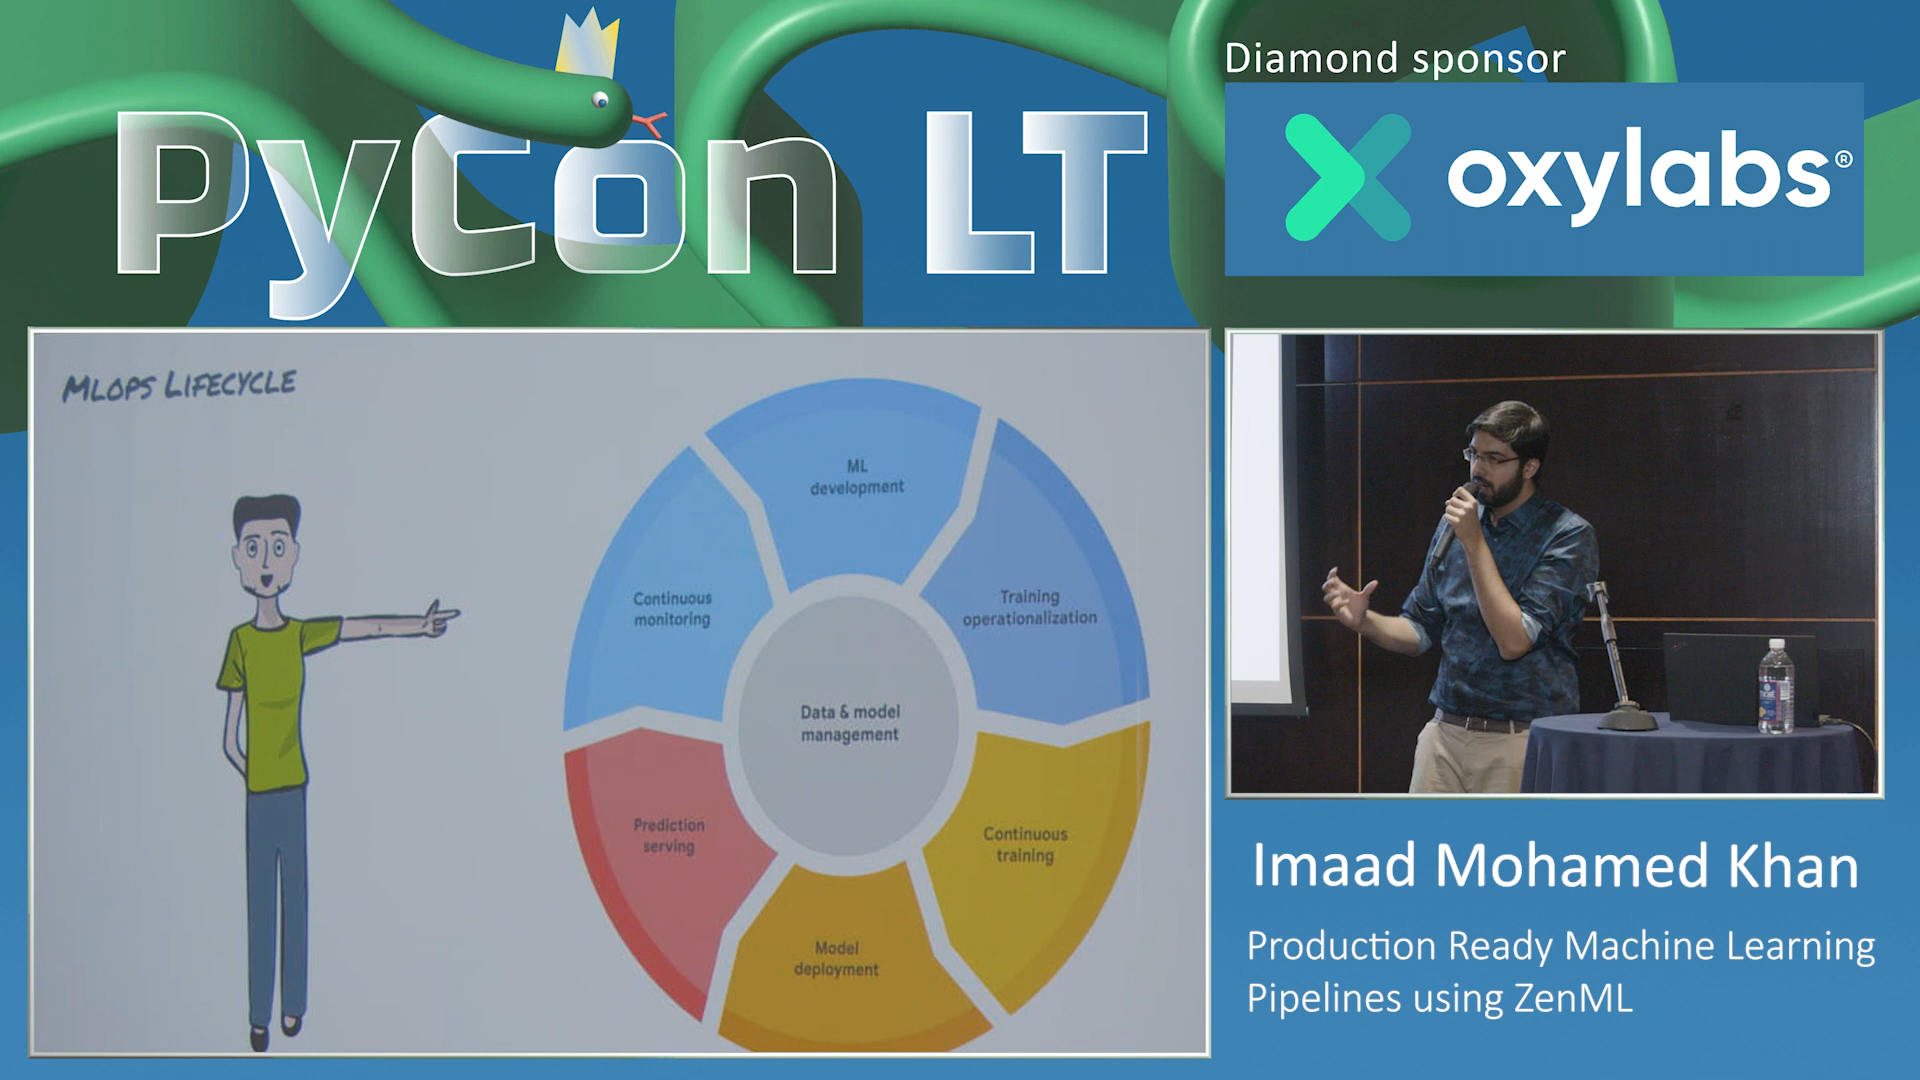 PyCon LT
Diamond sponsor
oxylabs®
MLOPS LIFECYCLE
ML
development
Continuous
monitoring
Training
operationalization
Data & model
management
Prediction
serving
Continuous
training
Model
deployment
Imaad Mohamed Khan
Production Ready Machine Learning
Pipelines using ZenML